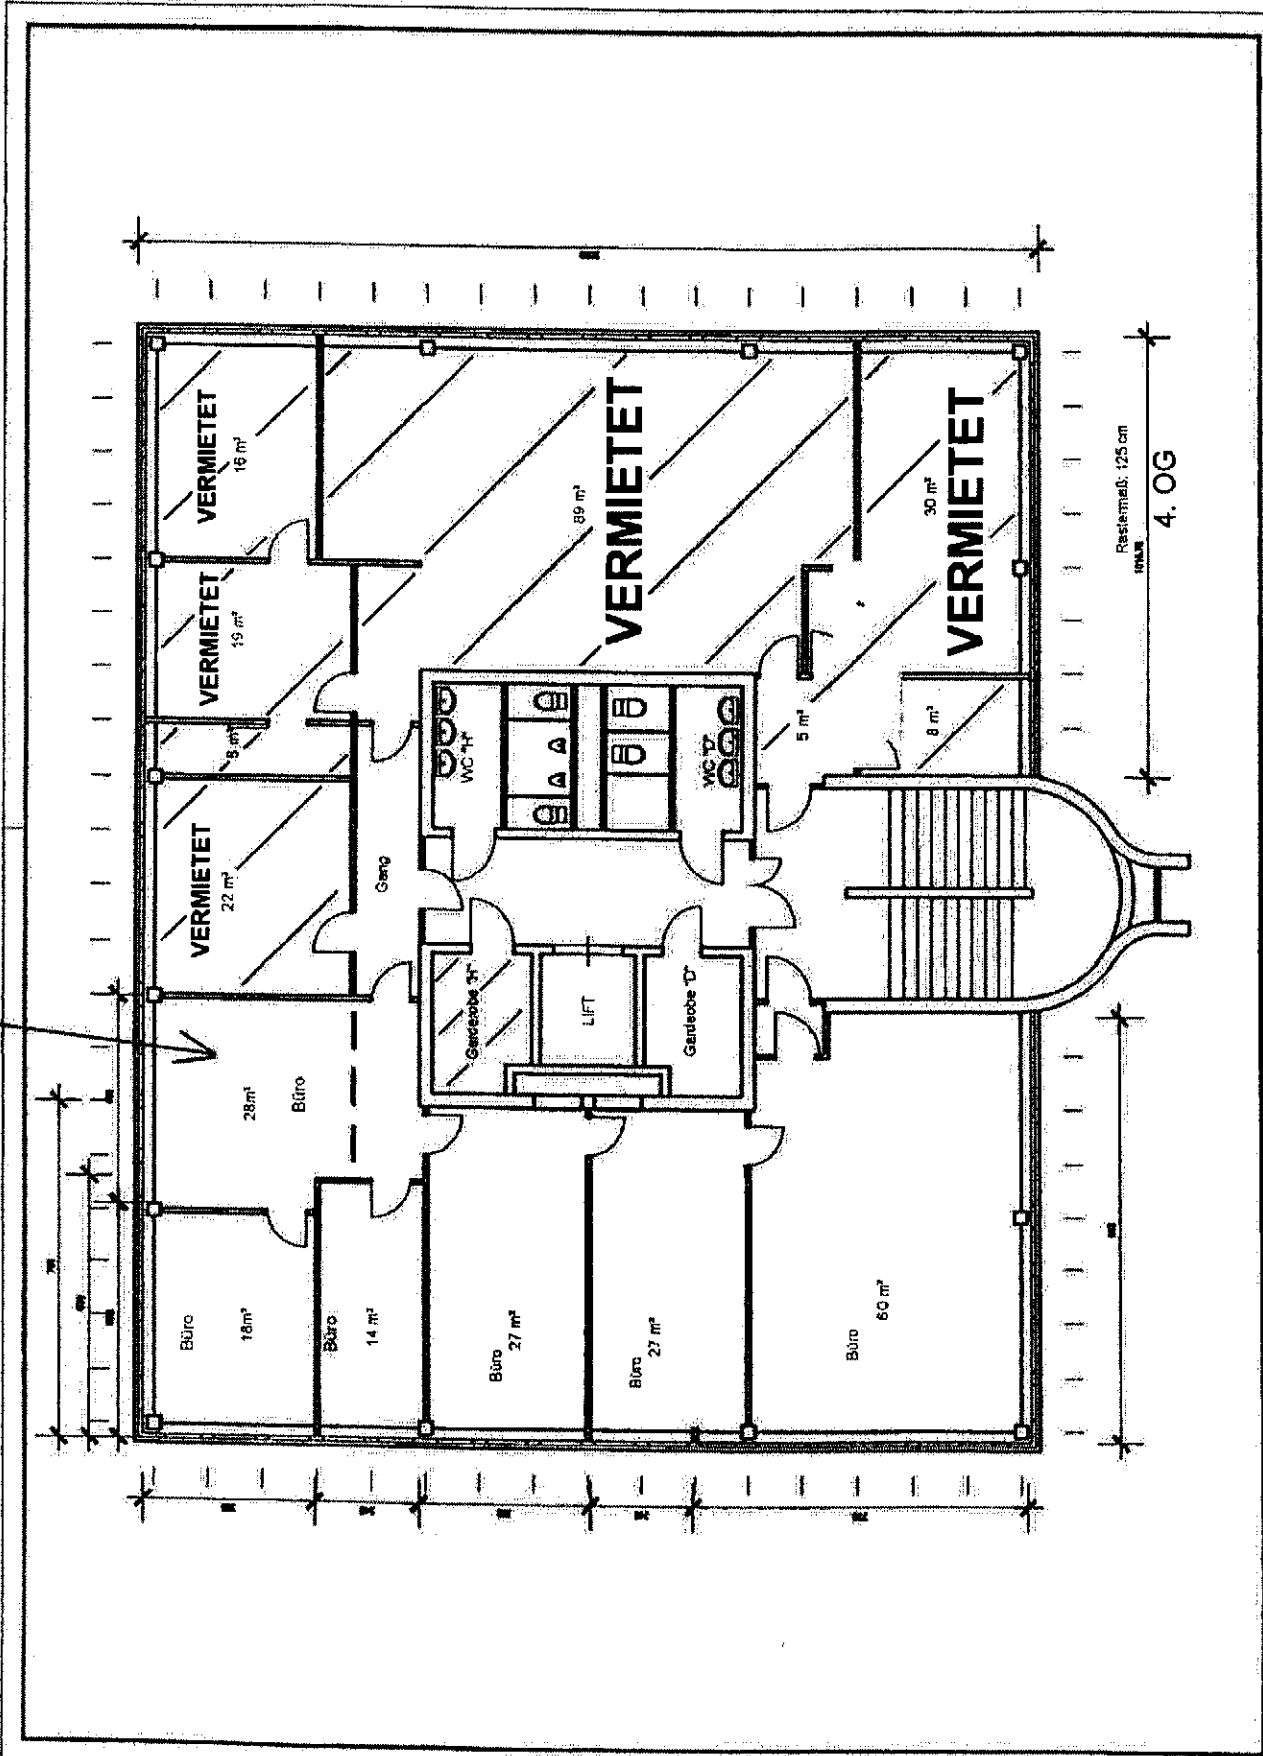 VERMIETET
16 m²
VERMIETET
19 m²
VERMIETET
22 m²
Gang
28m²
Büro
Büro
18m²
Büro
14 m²
Büro
27 m²
Büro
27 m²
Büro
60 m²
WC "H"
WC "D"
Garderobe "H"
LIFT
Garderobe "D"
89 m²
VERMIETET
30 m²
VERMIETET
5 m²
8 m²
Rastermaß: 125 cm
4. OG